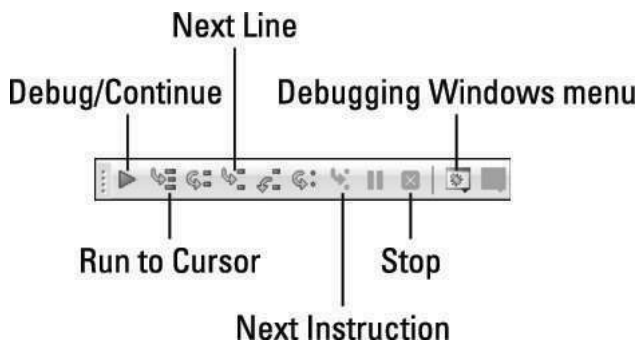 Next Line
Debug/Continue
Debugging Windows menu
Run to Cursor
Stop
Next Instruction